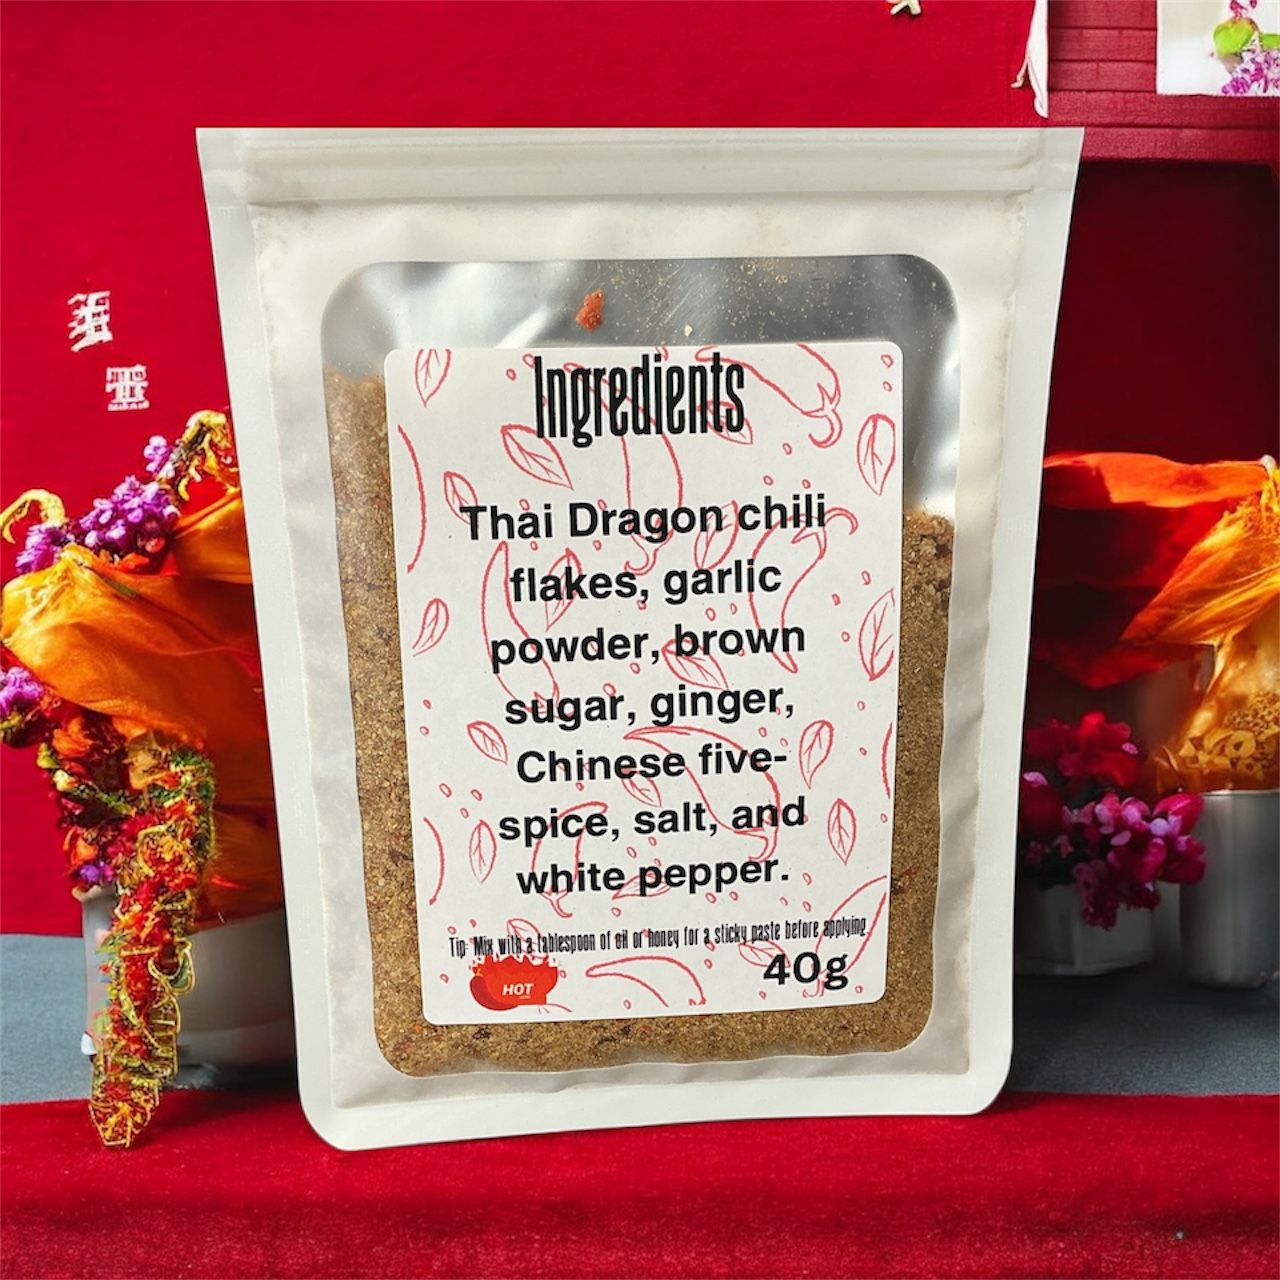 Ingredients
Thai Dragon chili
flakes, garlic
powder, brown
sugar, ginger,
Chinese five-
spice, salt, and
white pepper.
Tip: Mix with a tablespoon of oil or honey for a sticky paste before applying
HOT
40g